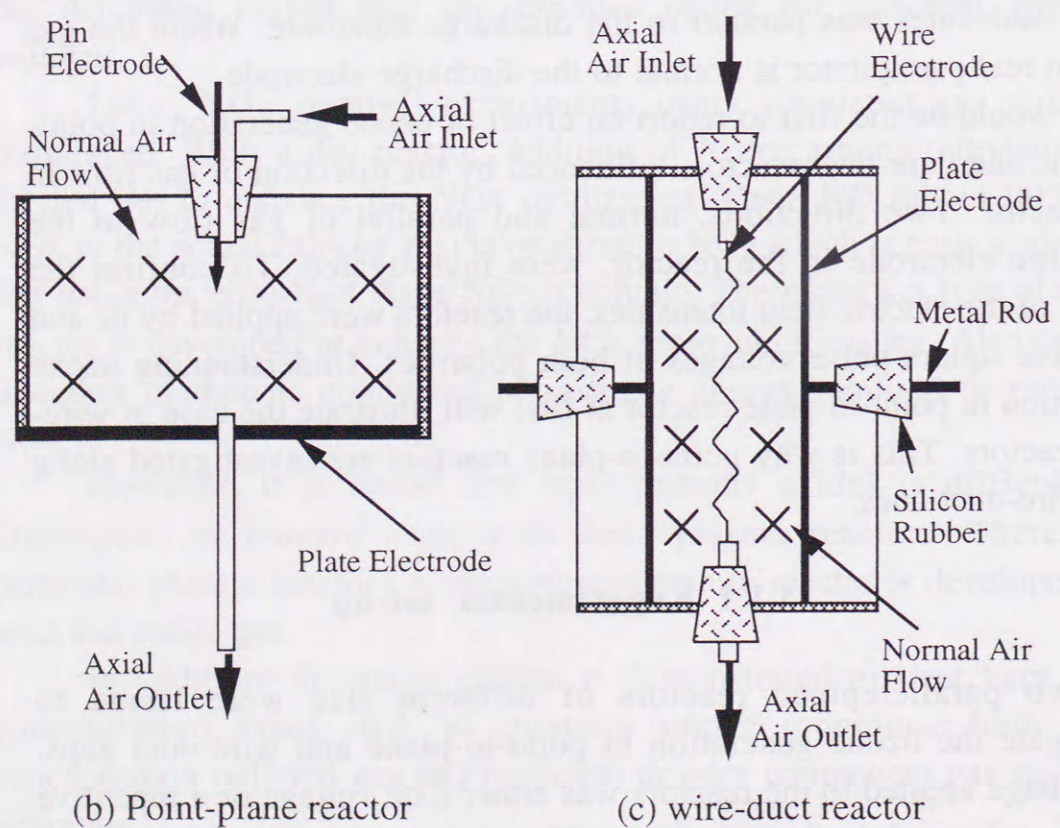 Pin
Electrode
Axial
Air Inlet
Normal Air
Flow
Plate Electrode
Axial
Air Outlet
(b) Point-plane reactor
Axial
Air Inlet
Wire
Electrode
Plate
Electrode
Metal Rod
Silicon
Rubber
Normal Air
Flow
Axial
Air Outlet
(c) wire-duct reactor